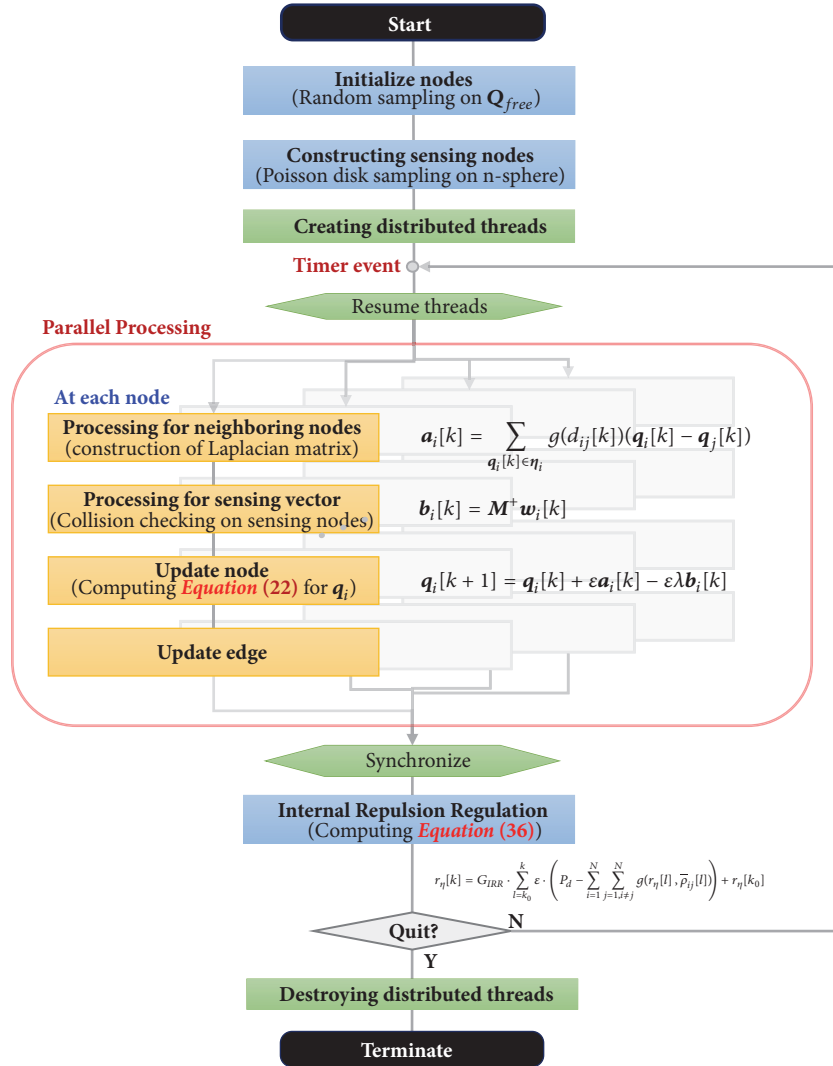 Start
Initialize nodes
(Random sampling on Q_free)
Constructing sensing nodes
(Poisson disk sampling on n-sphere)
Creating distributed threads
Timer event
Resume threads
Parallel Processing
At each node
Processing for neighboring nodes
(construction of Laplacian matrix)
a_i[k] = ∑_{q_i[k]∈η_i} g(d_ij[k])(q_i[k] − q_j[k])
Processing for sensing vector
(Collision checking on sensing nodes)
b_i[k] = M⁺w_i[k]
Update node
(Computing Equation (22) for q_i)
q_i[k + 1] = q_i[k] + εa_i[k] − ελb_i[k]
Update edge
Synchronize
Internal Repulsion Regulation
(Computing Equation (36))
r_η[k] = G_IRR · ∑_{l=k_0}^{k} ε · (P_d − ∑_{i=1}^{N} ∑_{j=1,i≠j}^{N} g(r_η[l] , ρ̅_ij[l])) + r_η[k_0]
Quit?
N
Y
Destroying distributed threads
Terminate